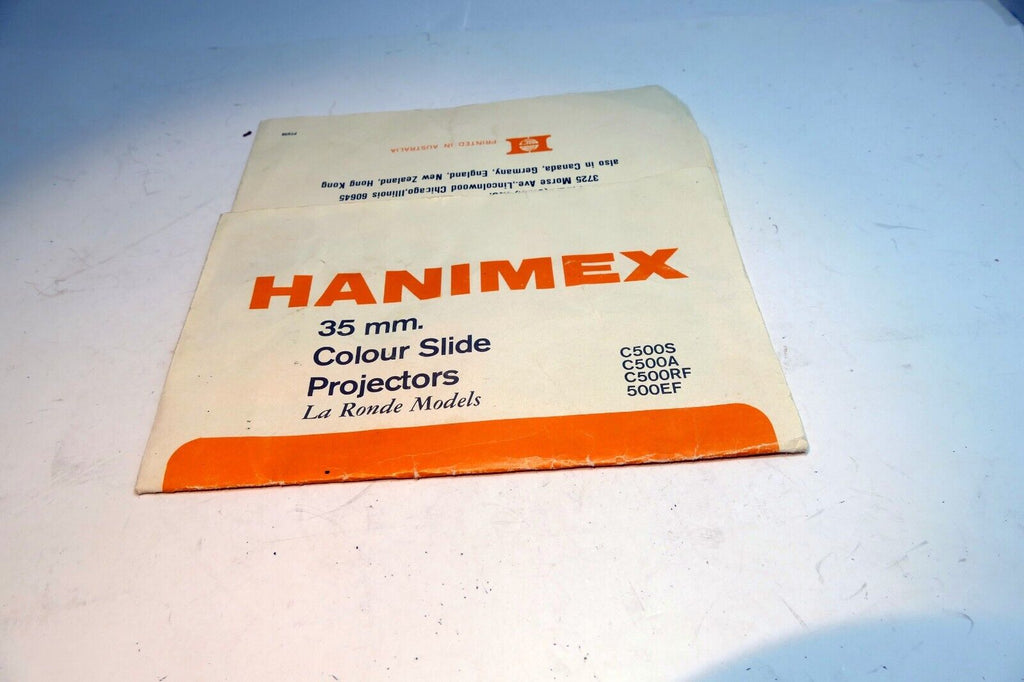 HANIMEX
35 mm.
Colour Slide
Projectors
La Ronde Models
C500S
C500A
C500RF
500EF
3725 Morse Ave.,Lincolnwood Chicago,Illinois 60645
also in Canada, Germany, England, New Zealand, Hong Kong
H
PRINTED IN AUSTRALIA